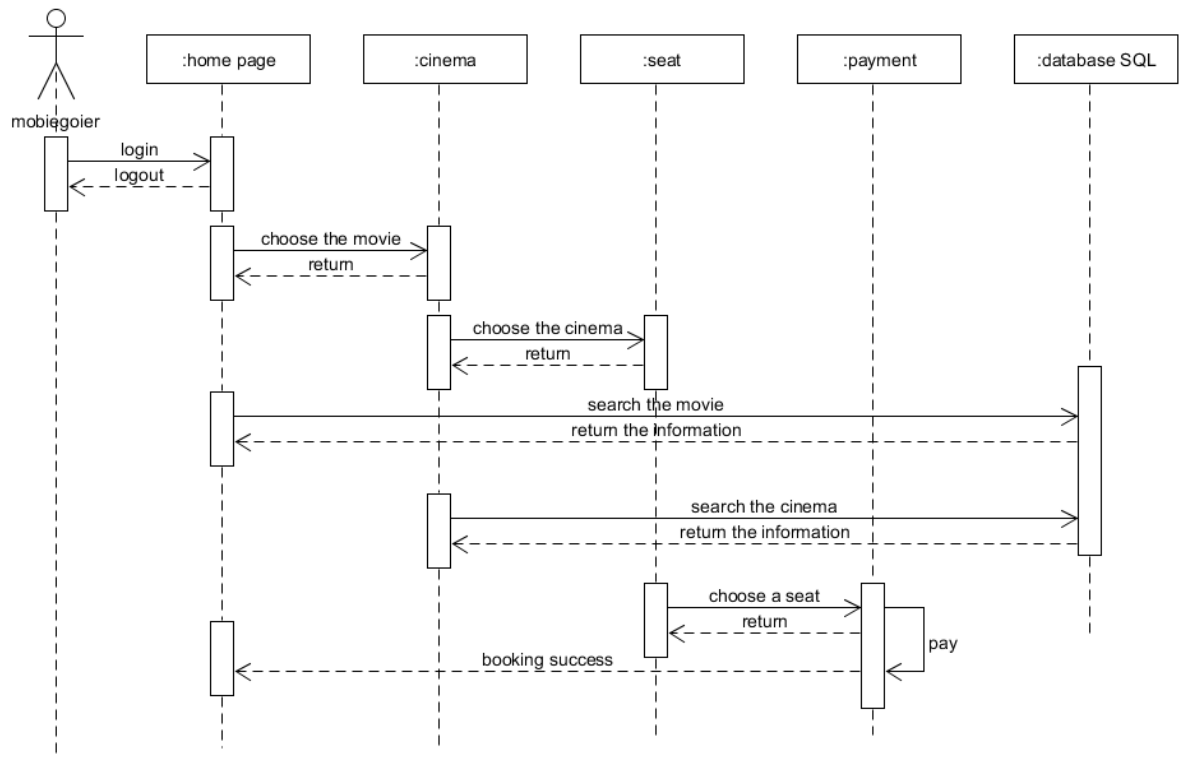 :home page
:cinema
:seat
:payment
:database SQL
mobiegoier
login
logout
choose the movie
return
choose the cinema
return
search the movie
return the information
search the cinema
return the information
choose a seat
return
pay
booking success